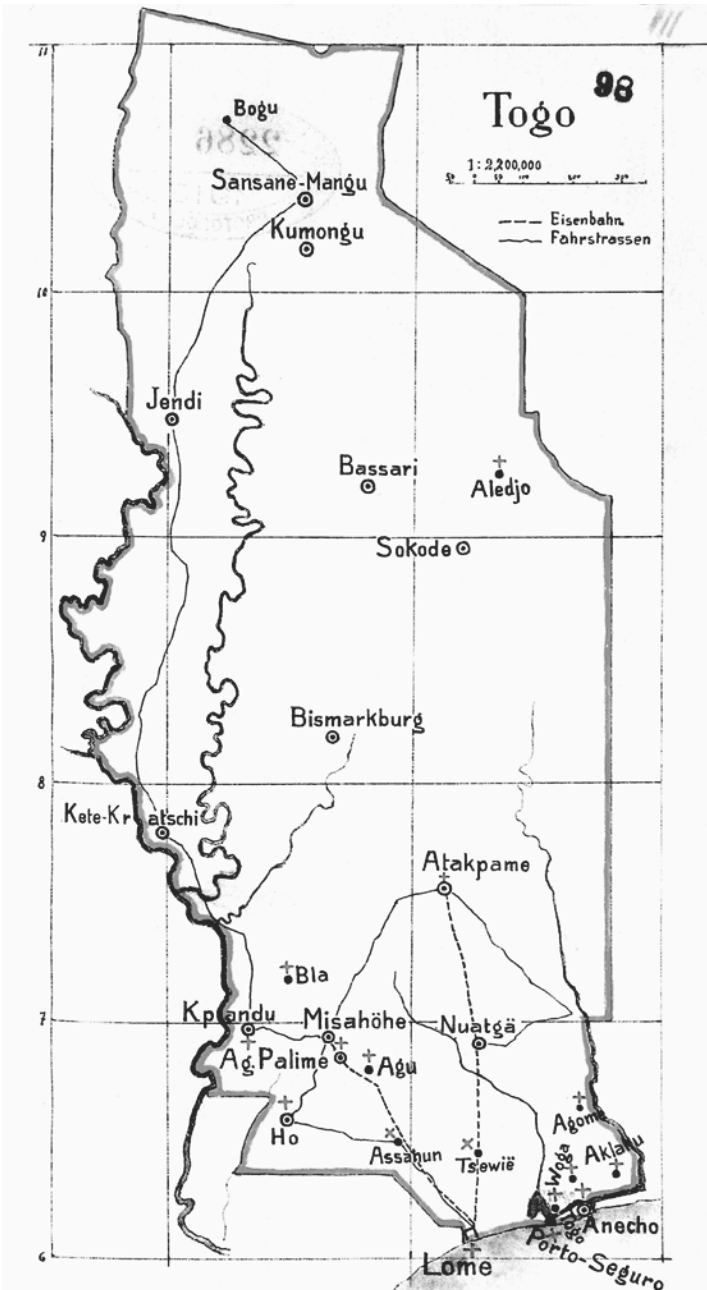 98
Togo
1:2,200,000
Eisenbahn
Fahrstrassen
11
Bogu
2286
Sansane-Mangu
Kumongu
10
Jendi
Bassari
Aledjo
9
Sokode
Bismarkburg
8
Kete-Kratschi
Atakpame
Bla
Kpandu
Misahöhe
Nuatgä
7
Ag. Palime
Agu
Agome
Ho
Assahun
Tsewië
Woga
Aklaku
Togo
Anecho
Porto-Seguro
6
Lome